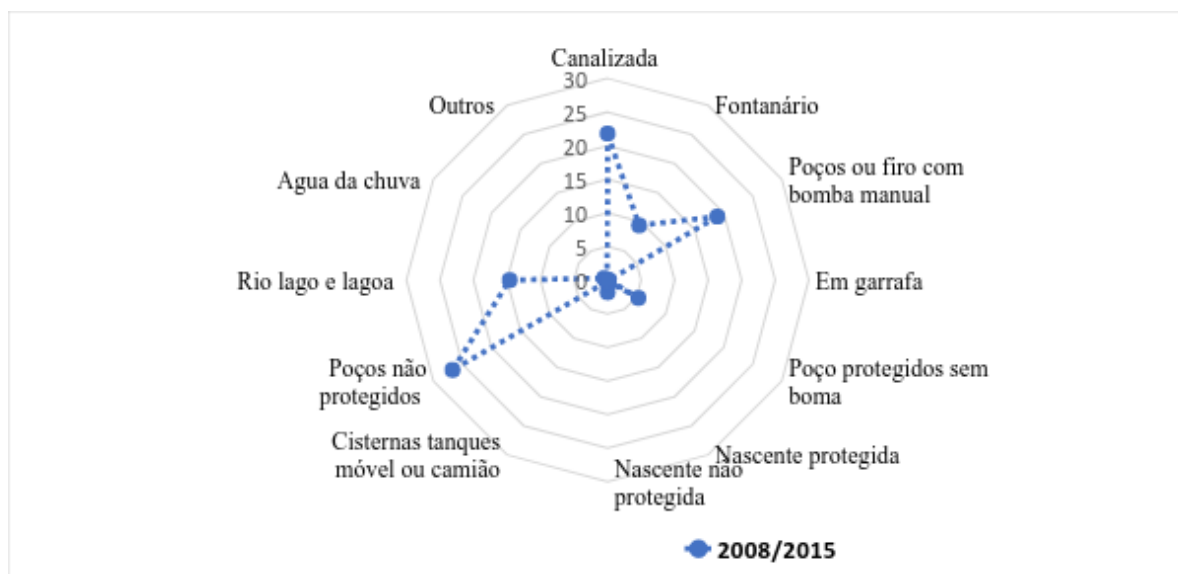 Canalizada
Fontanário
Poços ou firo com
bomba manual
Em garrafa
Poço protegidos sem
boma
Nascente protegida
Nascente não
protegida
Cisternas tanques
móvel ou camião
Poços não
protegidos
Rio lago e lagoa
Agua da chuva
Outros
30
25
20
15
10
5
0
2008/2015